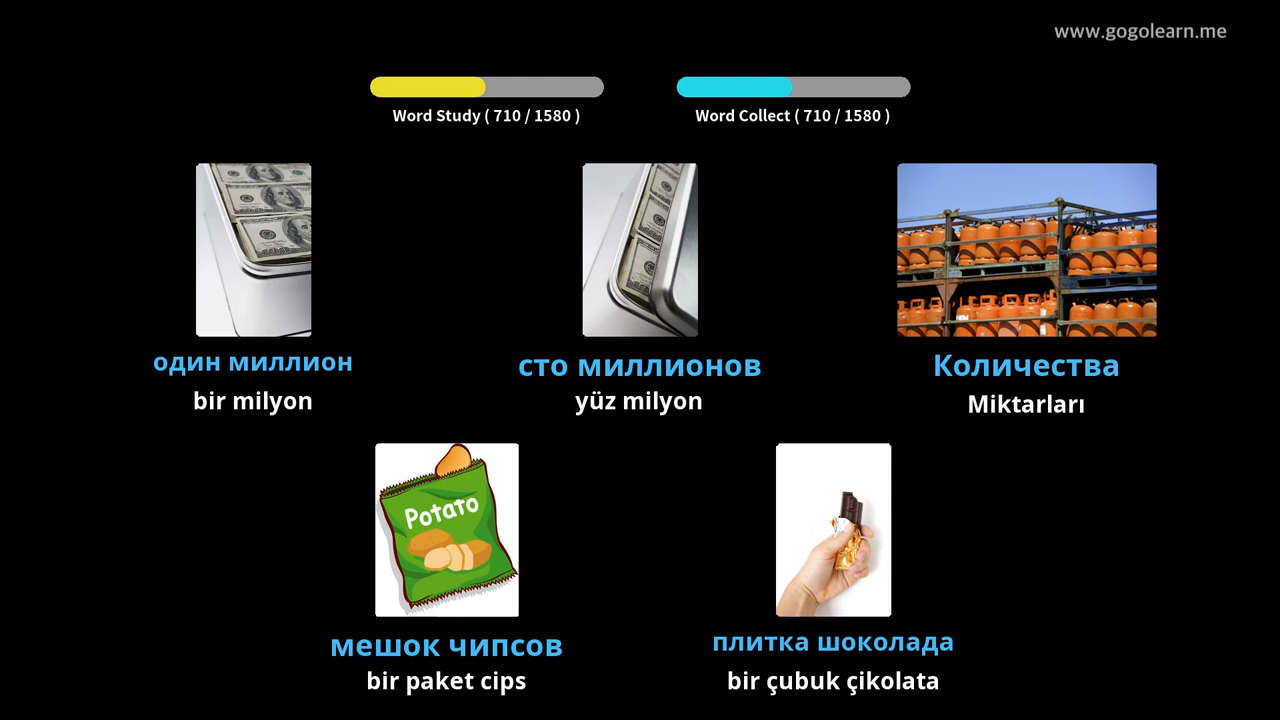 www.gogolearn.me
Word Study ( 710 / 1580 )
Word Collect ( 710 / 1580 )
один миллион
bir milyon
сто миллионов
yüz milyon
Количества
Miktarları
Potato
мешок чипсов
bir paket cips
плитка шоколада
bir çubuk çikolata